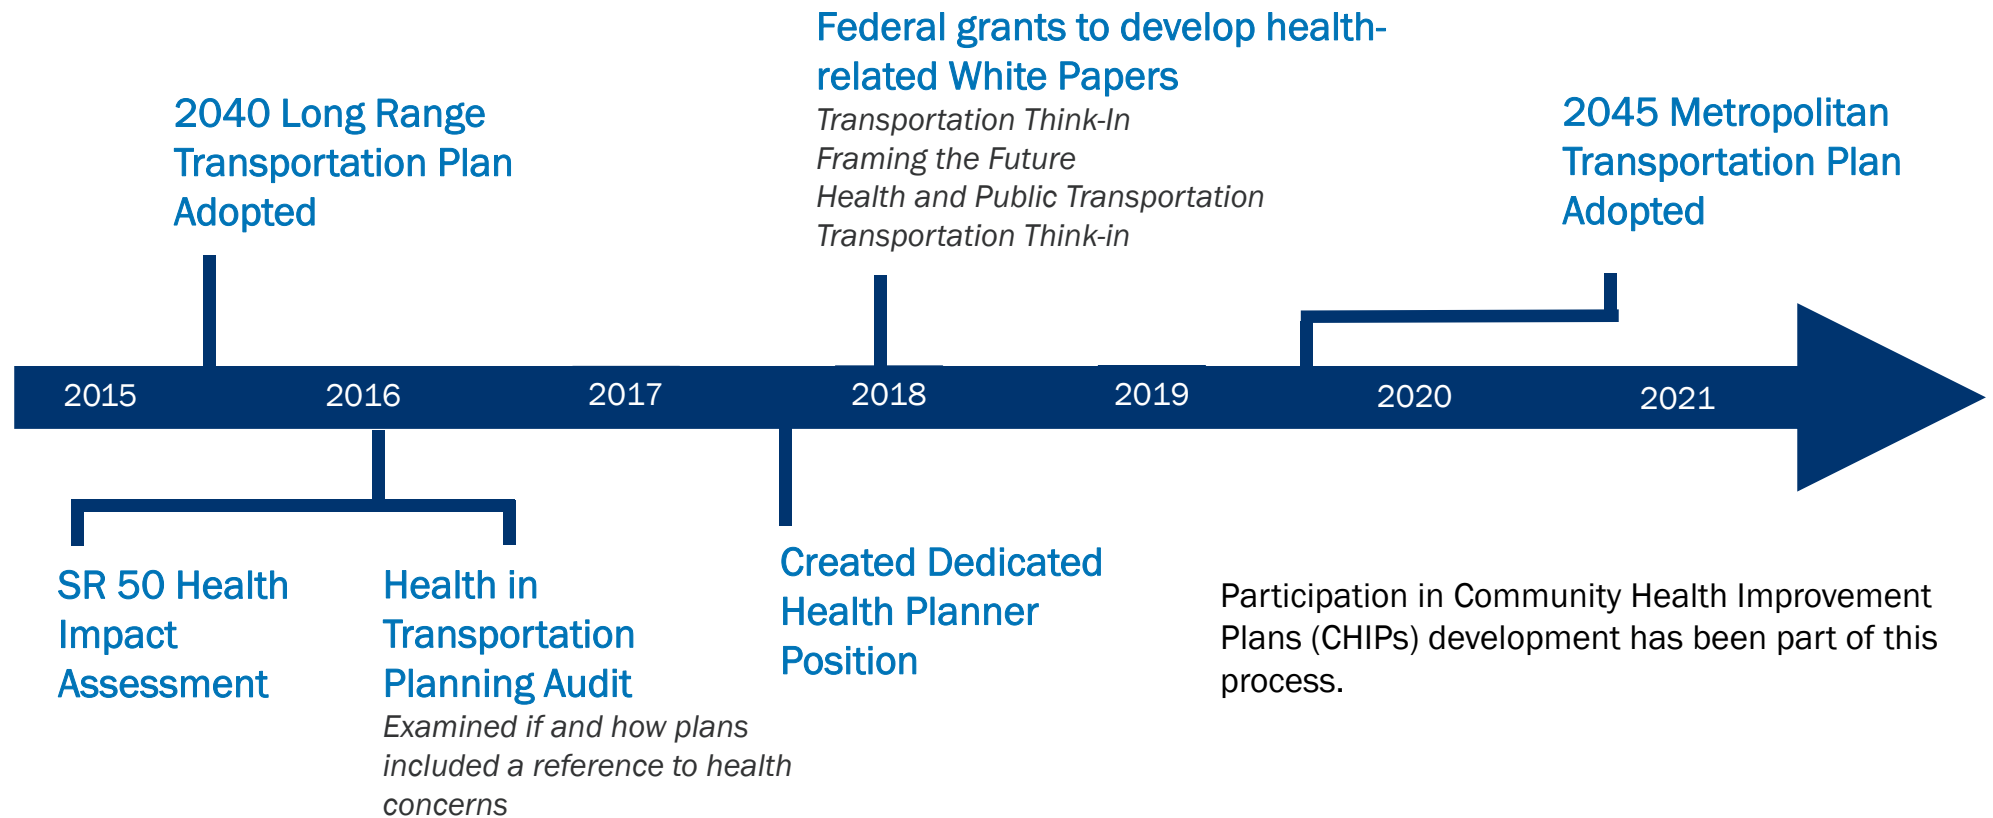 2040 Long Range
Transportation Plan
Adopted
Federal grants to develop health-
related White Papers
Transportation Think-In
Framing the Future
Health and Public Transportation
Transportation Think-in
2045 Metropolitan
Transportation Plan
Adopted
2015
2016
2017
2018
2019
2020
2021
SR 50 Health
Impact
Assessment
Health in
Transportation
Planning Audit
Examined if and how plans
included a reference to health
concerns
Created Dedicated
Health Planner
Position
Participation in Community Health Improvement
Plans (CHIPs) development has been part of this
process.